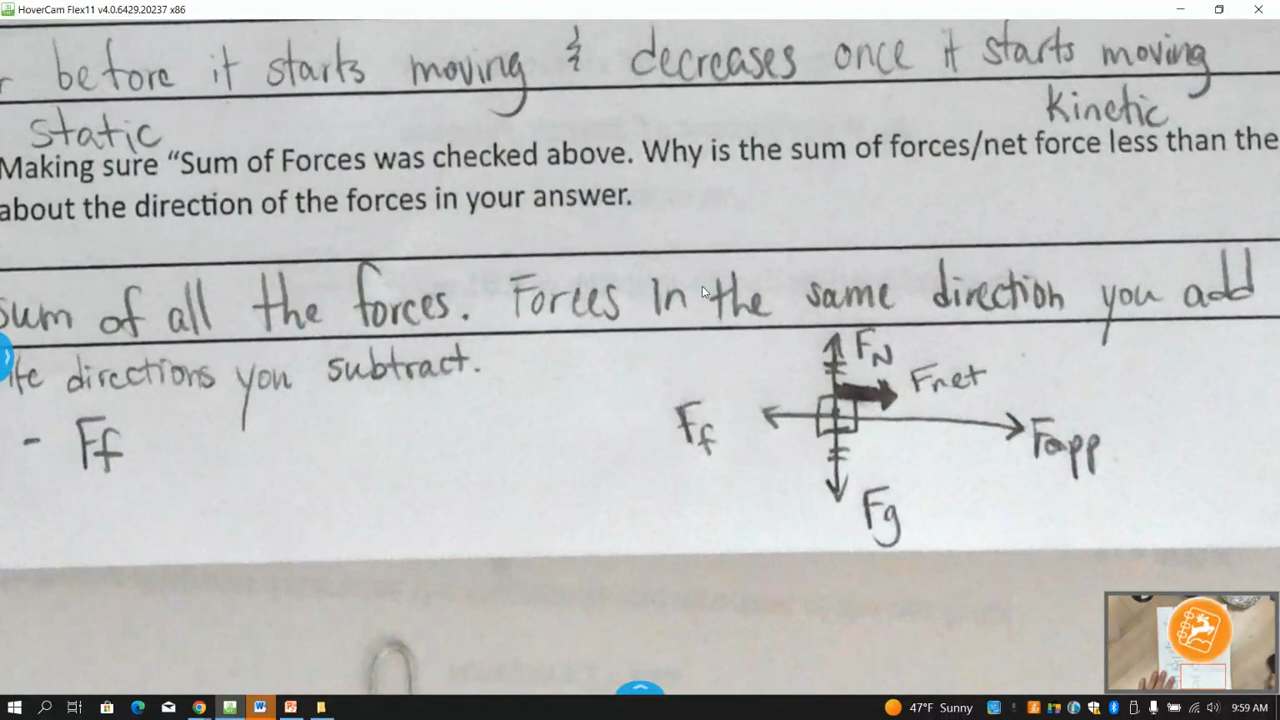 HoverCam Flex11 v4.0.6429.20237 x86
before it starts moving & decreases once it starts moving
static
Kinetic
Making sure “Sum of Forces was checked above. Why is the sum of forces/net force less than the
about the direction of the forces in your answer.
sum of all the forces. Forces in the same direction you add
ite directions you subtract.
FN
Fnet
Ff
Fapp
- Ff
Fg
47°F Sunny
9:59 AM